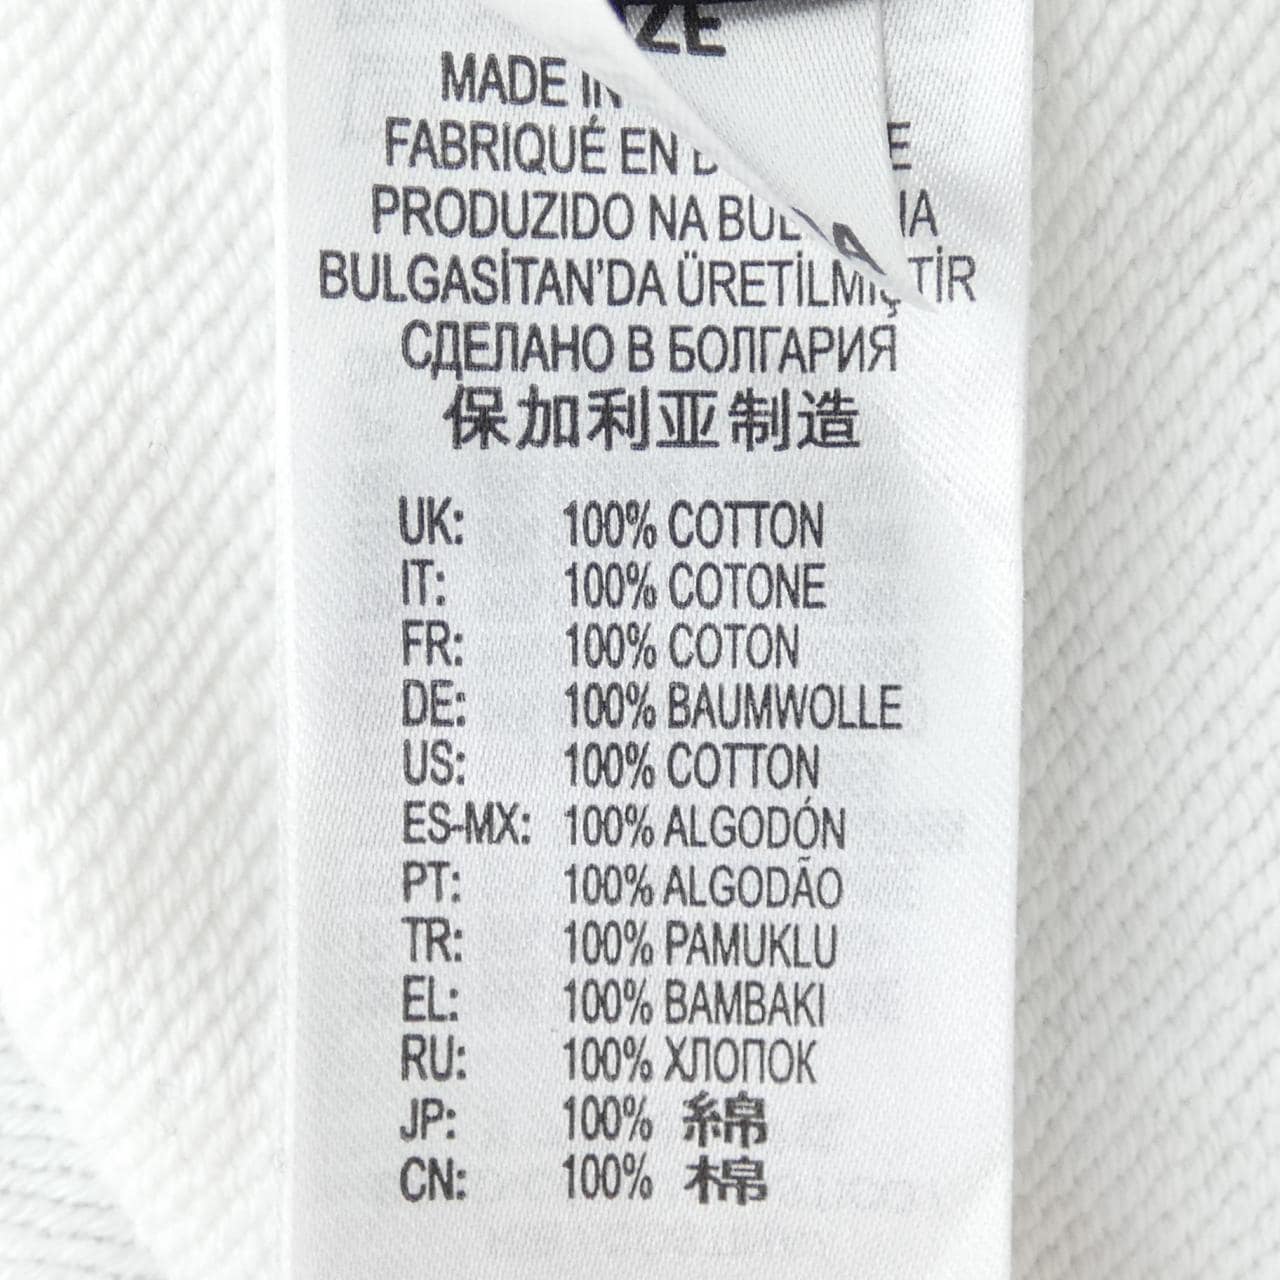 MADE IN
FABRIQUÉ EN
PRODUZIDO NA
BULGASİTAN'DA ÜRETİLMİŞTİR
СДЕЛАНО В БОЛГАРИЯ
保加利亚制造
UK: 100% COTTON
IT: 100% COTONE
FR: 100% COTON
DE: 100% BAUMWOLLE
US: 100% COTTON
ES-MX: 100% ALGODÓN
PT: 100% ALGODÃO
TR: 100% PAMUKLU
EL: 100% BAMBAKI
RU: 100% ХЛОПОК
JP: 100% 綿
CN: 100% 棉